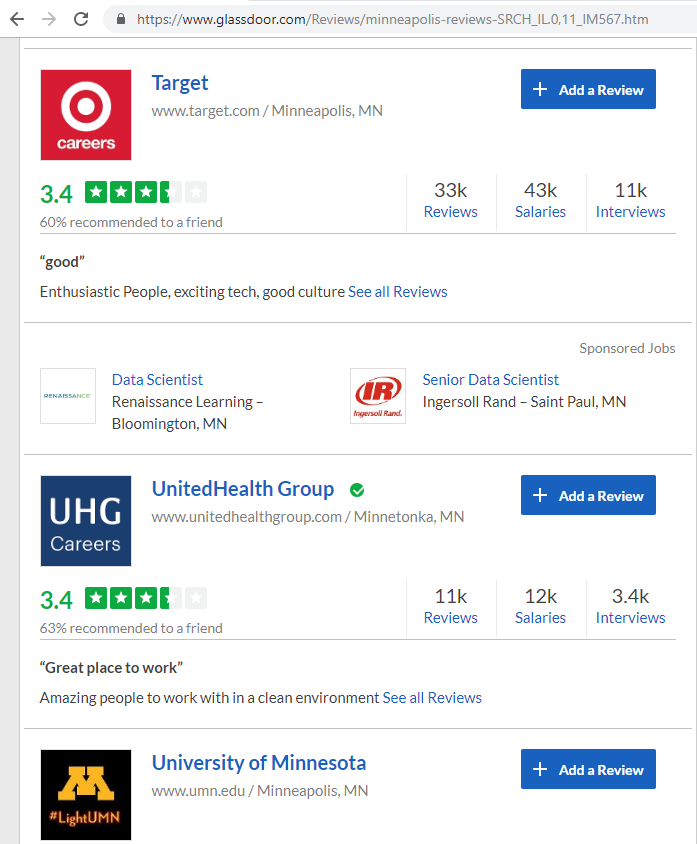 https://www.glassdoor.com/Reviews/minneapolis-reviews-SRCH_IL.0,11_IM567.htm
careers
Target
www.target.com / Minneapolis, MN
+ Add a Review
3.4
60% recommended to a friend
33k
Reviews
43k
Salaries
11k
Interviews
“good”
Enthusiastic People, exciting tech, good culture See all Reviews
Sponsored Jobs
RENAISSANCE
Data Scientist
Renaissance Learning –
Bloomington, MN
IR
Ingersoll Rand.
Senior Data Scientist
Ingersoll Rand – Saint Paul, MN
UHG
Careers
UnitedHealth Group
www.unitedhealthgroup.com / Minnetonka, MN
+ Add a Review
3.4
63% recommended to a friend
11k
Reviews
12k
Salaries
3.4k
Interviews
“Great place to work”
Amazing people to work with in a clean environment See all Reviews
M
#LightUMN
University of Minnesota
www.umn.edu / Minneapolis, MN
+ Add a Review